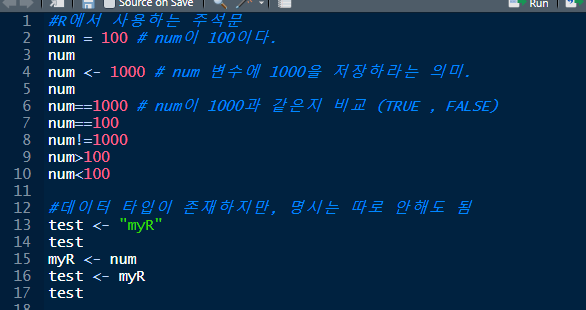 Source on Save
Run
1 #R에서 사용하는 주석문
2 num = 100 # num이 100이다.
3 num
4 num <- 1000 # num 변수에 1000을 저장하라는 의미.
5 num
6 num==1000 # num이 1000과 같은지 비교 (TRUE , FALSE)
7 num==100
8 num!=1000
9 num>100
10 num<100
11
12 #데이터 타입이 존재하지만, 명시는 따로 안해도 됨
13 test <- "myR"
14 test
15 myR <- num
16 test <- myR
17 test
18